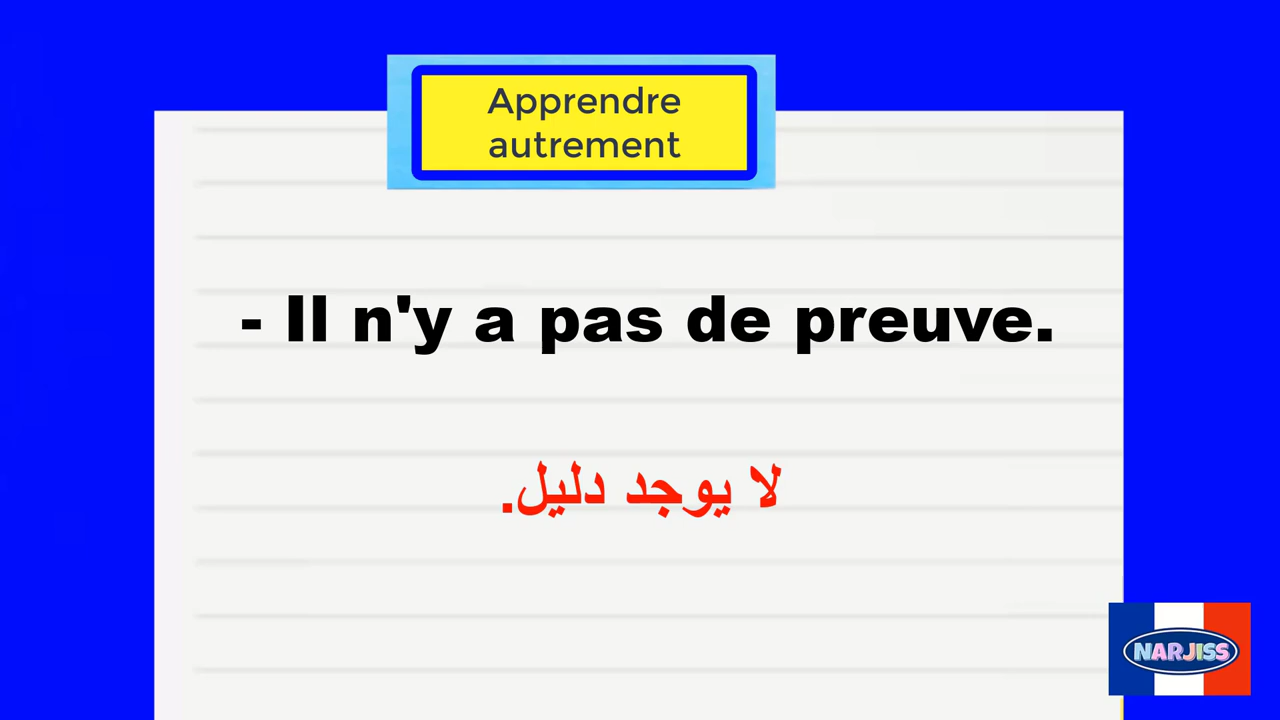 Apprendre
autrement
- Il n'y a pas de preuve.
لا يوجد دليل.
NARJISS